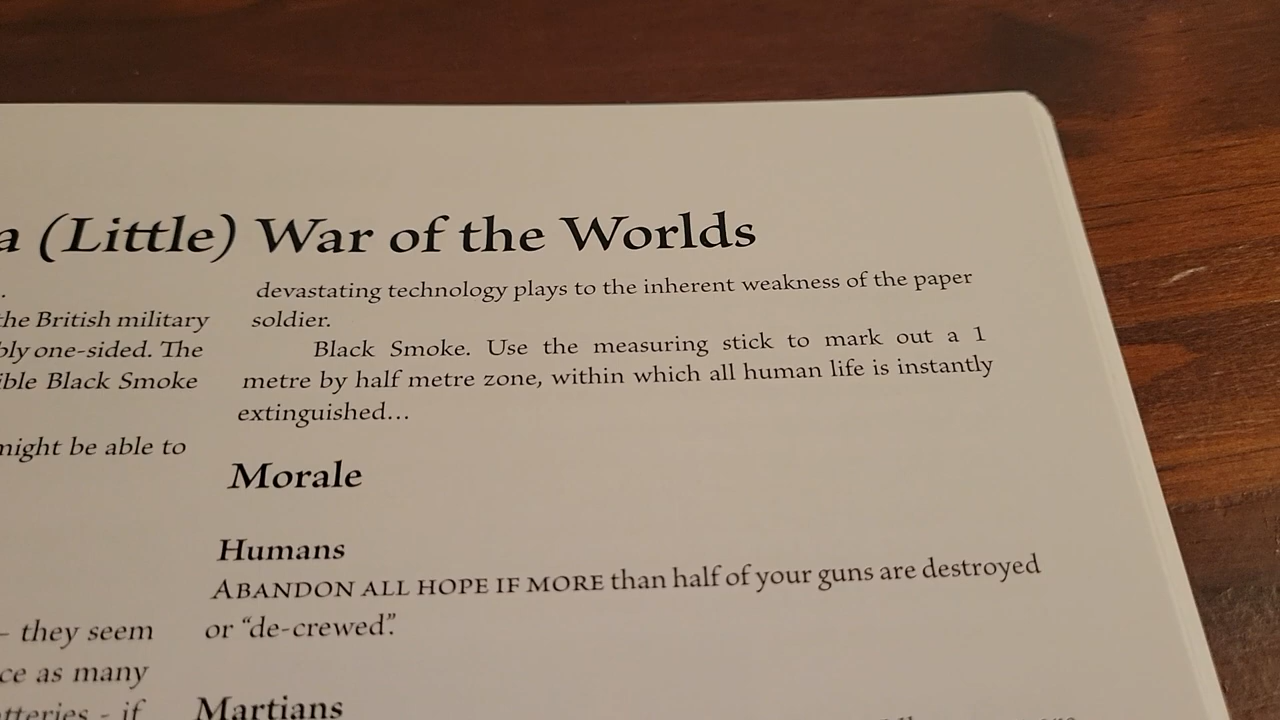 a (Little) War of the Worlds
.
the British military
bly one-sided. The
ible Black Smoke
might be able to
– they seem
ce as many
tteries - if
devastating technology plays to the inherent weakness of the paper
soldier.
Black Smoke. Use the measuring stick to mark out a 1
metre by half metre zone, within which all human life is instantly
extinguished…
Morale
Humans
ABANDON ALL HOPE IF MORE than half of your guns are destroyed
or “de-crewed”.
Martians